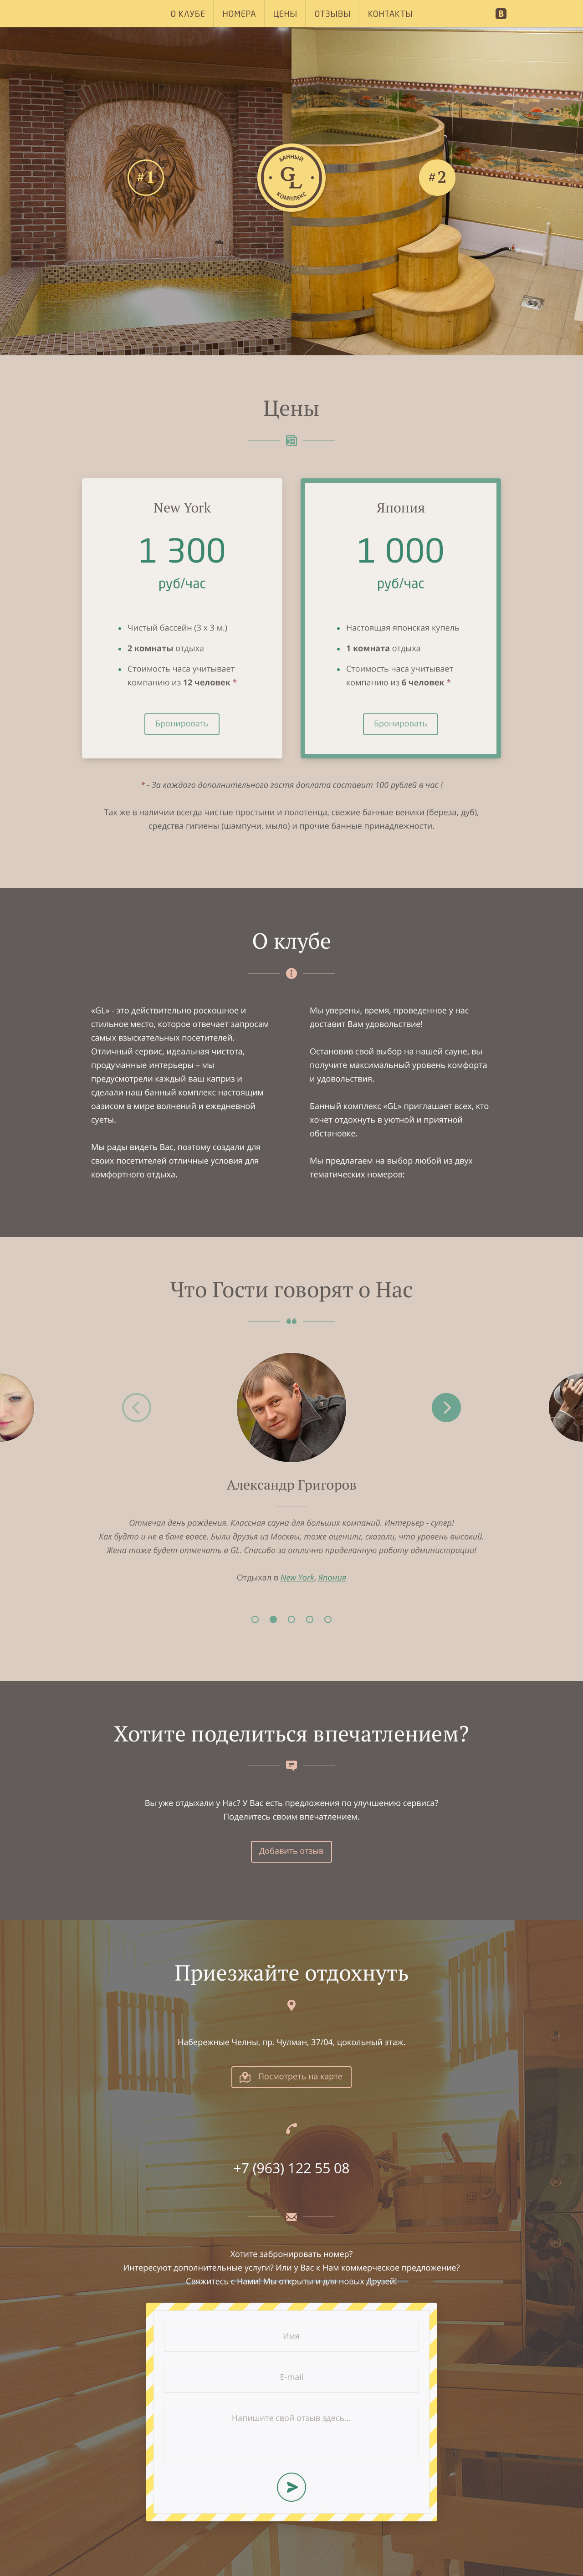 О КЛУБЕ
НОМЕРА
ЦЕНЫ
ОТЗЫВЫ
КОНТАКТЫ
B
#1
БАННЫЙ
GL
КОМПЛЕКС
#2
Цены
New York
1 300
руб/час
Чистый бассейн (3 х 3 м.)
2 комнаты отдыха
Стоимость часа учитывает
компанию из 12 человек *
Бронировать
Япония
1 000
руб/час
Настоящая японская купель
1 комната отдыха
Стоимость часа учитывает
компанию из 6 человек *
Бронировать
* - За каждого дополнительного гостя доплата составит 100 рублей в час !
Так же в наличии всегда чистые простыни и полотенца, свежие банные веники (береза, дуб),
средства гигиены (шампуни, мыло) и прочие банные принадлежности.
О клубе
«GL» - это действительно роскошное и
стильное место, которое отвечает запросам
самых взыскательных посетителей.
Отличный сервис, идеальная чистота,
продуманные интерьеры – мы
предусмотрели каждый ваш каприз и
сделали наш банный комплекс настоящим
оазисом в мире волнений и ежедневной
суеты.
Мы рады видеть Вас, поэтому создали для
своих посетителей отличные условия для
комфортного отдыха.
Мы уверены, время, проведенное у нас
доставит Вам удовольствие!
Остановив свой выбор на нашей сауне, вы
получите максимальный уровень комфорта
и удовольствия.
Банный комплекс «GL» приглашает всех, кто
хочет отдохнуть в уютной и приятной
обстановке.
Мы предлагаем на выбор любой из двух
тематических номеров:
Что Гости говорят о Нас
Александр Григоров
Отмечал день рождения. Классная сауна для больших компаний. Интерьер - супер!
Как будто и не в бане вовсе. Были друзья из Москвы, тоже оценили, сказали, что уровень высокий.
Жена тоже будет отмечать в GL. Спасибо за отлично проделанную работу администрации!
Отдыхал в New York, Япония
Хотите поделиться впечатлением?
Вы уже отдыхали у Нас? У Вас есть предложения по улучшению сервиса?
Поделитесь своим впечатлением.
Добавить отзыв
Приезжайте отдохнуть
Набережные Челны, пр. Чулман, 37/04, цокольный этаж.
Посмотреть на карте
+7 (963) 122 55 08
Хотите забронировать номер?
Интересуют дополнительные услуги? Или у Вас к Нам коммерческое предложение?
Свяжитесь с Нами! Мы открыты и для новых Друзей!
Имя
E-mail
Напишите свой отзыв здесь...